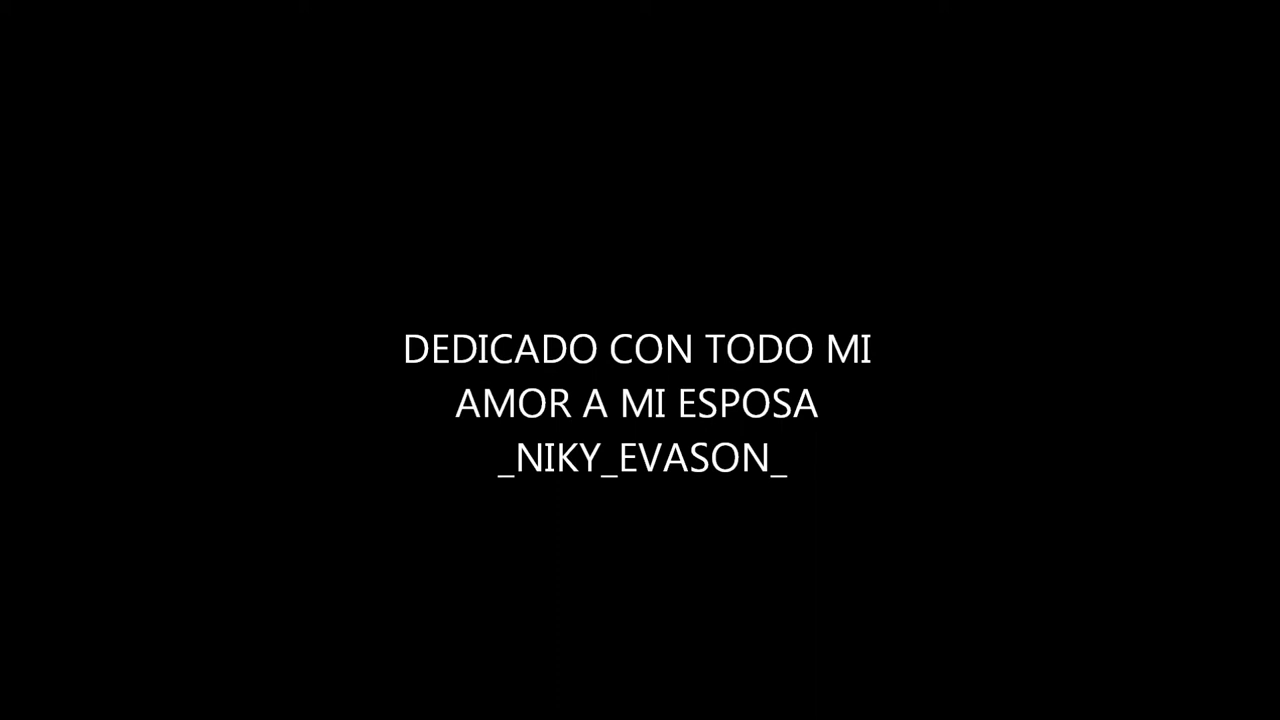 DEDICADO CON TODO MI
AMOR A MI ESPOSA
_NIKY_EVASON_